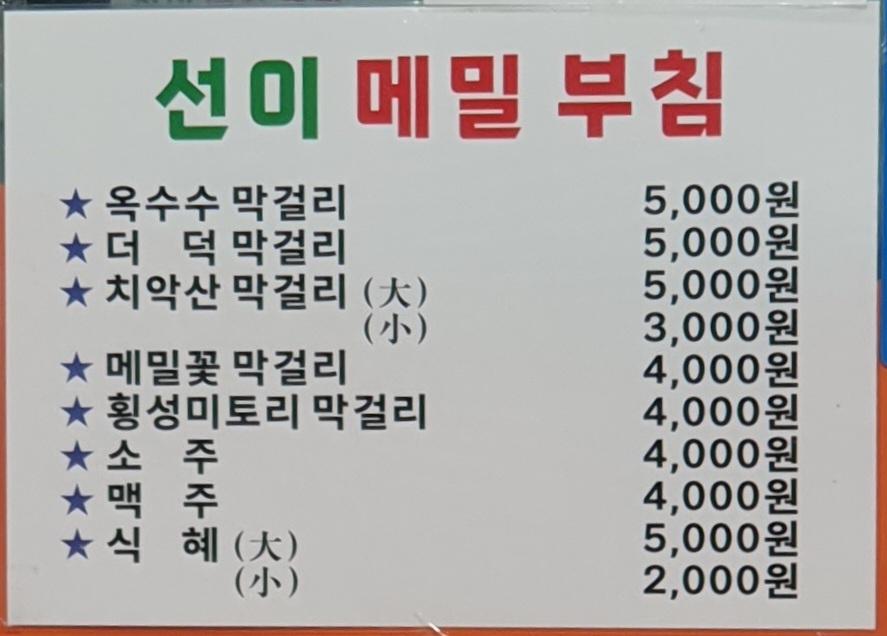 선이 메밀 부침
★ 옥수수 막걸리 5,000원
★ 더 덕 막걸리 5,000원
★ 치악산 막걸리 (大) 5,000원
(小) 3,000원
★ 메밀꽃 막걸리 4,000원
★ 횡성미토리 막걸리 4,000원
★ 소 주 4,000원
★ 맥 주 4,000원
★ 식 혜 (大) 5,000원
(小) 2,000원